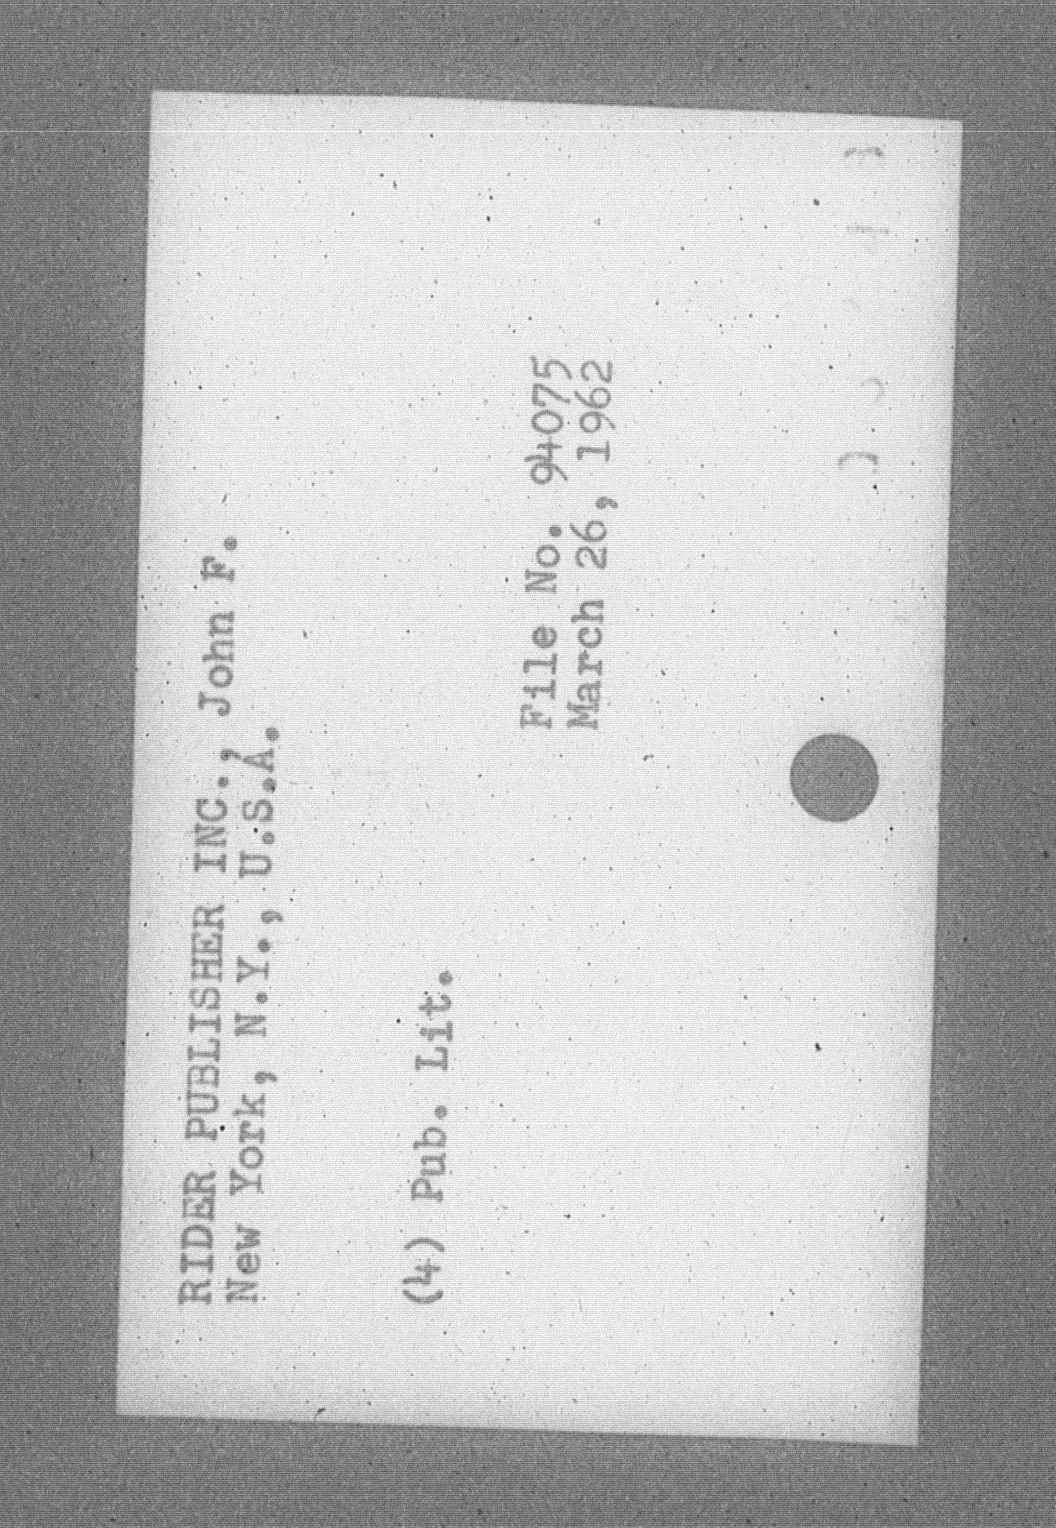 RIDER PUBLISHER INC., John F.
New York, N.Y., U.S.A.
(4) Pub. Lit.
File No. 94075
March 26, 1962